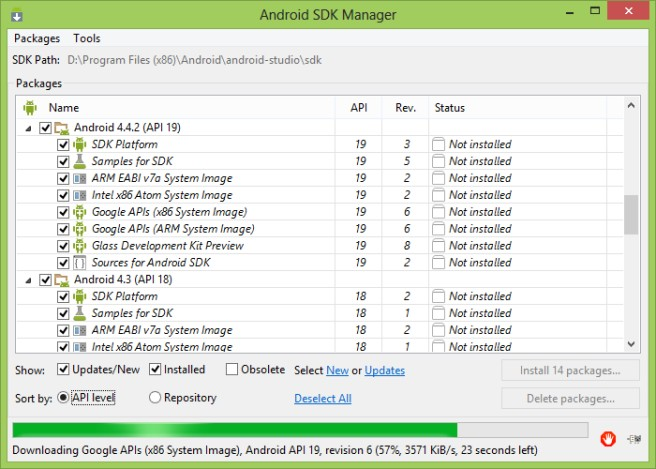 Android SDK Manager
Packages Tools
SDK Path: D:\Program Files (x86)\Android\android-studio\sdk
Packages
Name API Rev. Status
Android 4.4.2 (API 19)
SDK Platform 19 3 Not installed
Samples for SDK 19 5 Not installed
ARM EABI v7a System Image 19 2 Not installed
Intel x86 Atom System Image 19 2 Not installed
Google APIs (x86 System Image) 19 6 Not installed
Google APIs (ARM System Image) 19 6 Not installed
Glass Development Kit Preview 19 8 Not installed
Sources for Android SDK 19 2 Not installed
Android 4.3 (API 18)
SDK Platform 18 2 Not installed
Samples for SDK 18 1 Not installed
ARM EABI v7a System Image 18 2 Not installed
Intel x86 Atom System Image 18 1 Not installed
Show: Updates/New Installed Obsolete Select New or Updates Install 14 packages...
Sort by: API level Repository Deselect All Delete packages...
Downloading Google APIs (x86 System Image), Android API 19, revision 6 (57%, 3571 KiB/s, 23 seconds left)